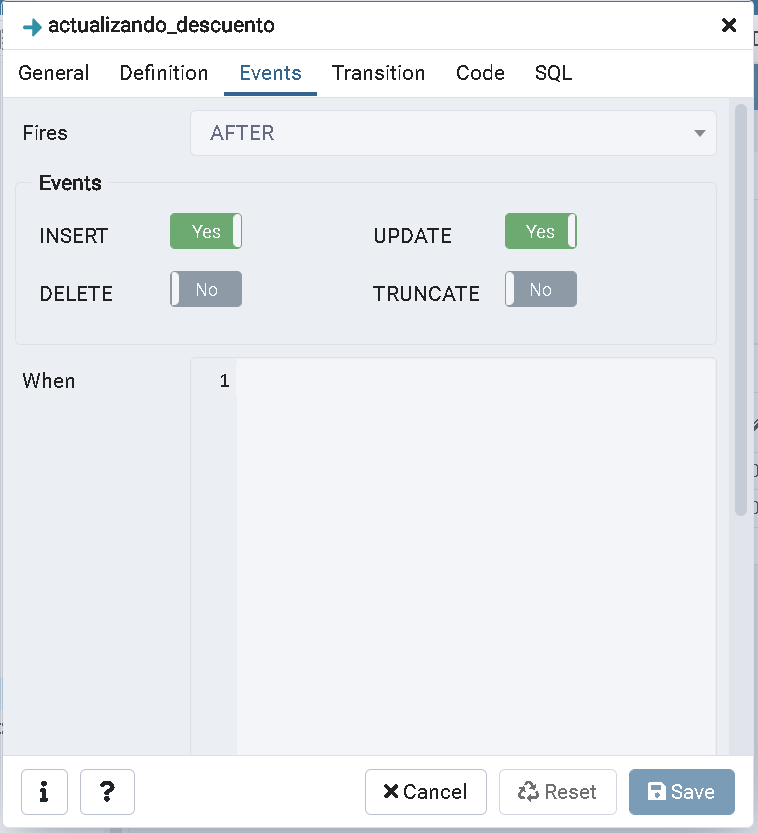 actualizando_descuento
General Definition Events Transition Code SQL
Fires AFTER
Events
INSERT Yes UPDATE Yes
DELETE No TRUNCATE No
When 1
i ? Cancel Reset Save